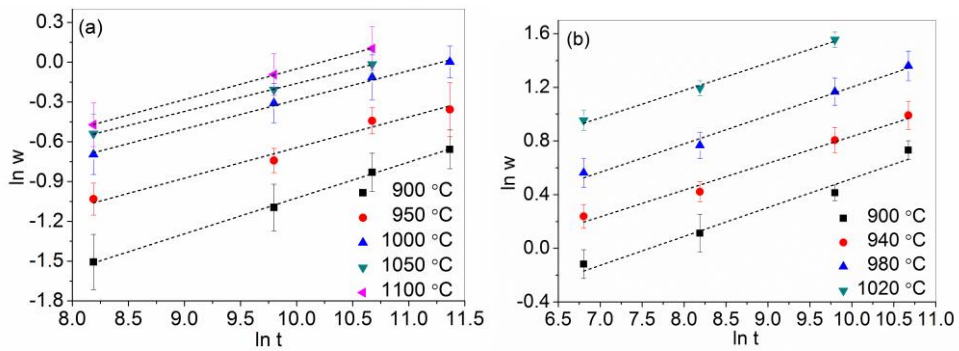 (a)
ln w
0.3
0.0
-0.3
-0.6
-0.9
-1.2
-1.5
-1.8
900 °C
950 °C
1000 °C
1050 °C
1100 °C
8.0 8.5 9.0 9.5 10.0 10.5 11.0 11.5
ln t
(b)
ln w
1.6
1.2
0.8
0.4
0.0
-0.4
900 °C
940 °C
980 °C
1020 °C
6.5 7.0 7.5 8.0 8.5 9.0 9.5 10.0 10.5 11.0
ln t